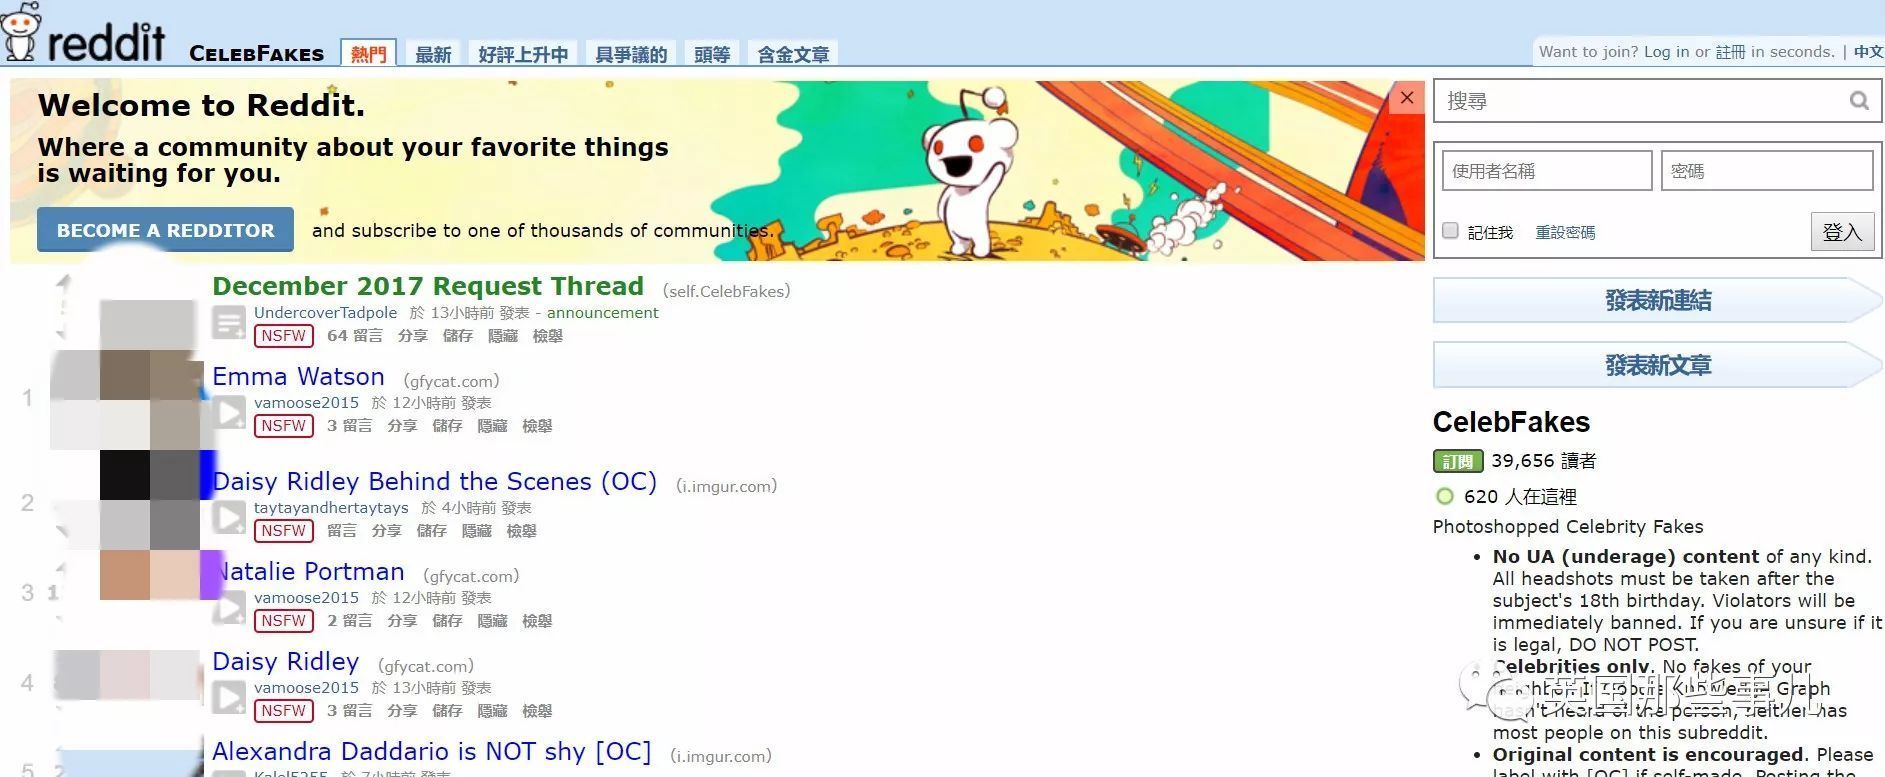 reddit CELEBFAKES 熱門 最新 好評上升中 具爭議的 頭等 含金文章
Want to join? Log in or 註冊 in seconds. | 中文
Welcome to Reddit.
Where a community about your favorite things
is waiting for you.
BECOME A REDDITOR and subscribe to one of thousands of communities.
December 2017 Request Thread (self.CelebFakes)
UndercoverTadpole 於 13小時前 發表 - announcement
NSFW 64 留言 分享 儲存 隱藏 檢舉
1
Emma Watson (gfycat.com)
vamoose2015 於 12小時前 發表
NSFW 3 留言 分享 儲存 隱藏 檢舉
2
Daisy Ridley Behind the Scenes (OC) (i.imgur.com)
taytayandhertaytays 於 4小時前 發表
NSFW 留言 分享 儲存 隱藏 檢舉
3 1
Natalie Portman (gfycat.com)
vamoose2015 於 12小時前 發表
NSFW 2 留言 分享 儲存 隱藏 檢舉
4
Daisy Ridley (gfycat.com)
vamoose2015 於 13小時前 發表
NSFW 3 留言 分享 儲存 隱藏 檢舉
5 2
Alexandra Daddario is NOT shy [OC] (i.imgur.com)
於 7小時前 發表
搜尋
使用者名稱 密碼
記住我 重設密碼 登入
發表新連結
發表新文章
CelebFakes
訂閱 39,656 讀者
620 人在這裡
Photoshopped Celebrity Fakes
• No UA (underage) content of any kind.
All headshots must be taken after the
subject's 18th birthday. Violators will be
immediately banned. If you are unsure if it
is legal, DO NOT POST.
• Celebrities only. No fakes of your
neighbor. If Google Knowledge Graph
hasn't heard of the person, neither has
most people on this subreddit.
• Original content is encouraged. Please
label with [OC] if self-made. Posting the
英国那些事儿